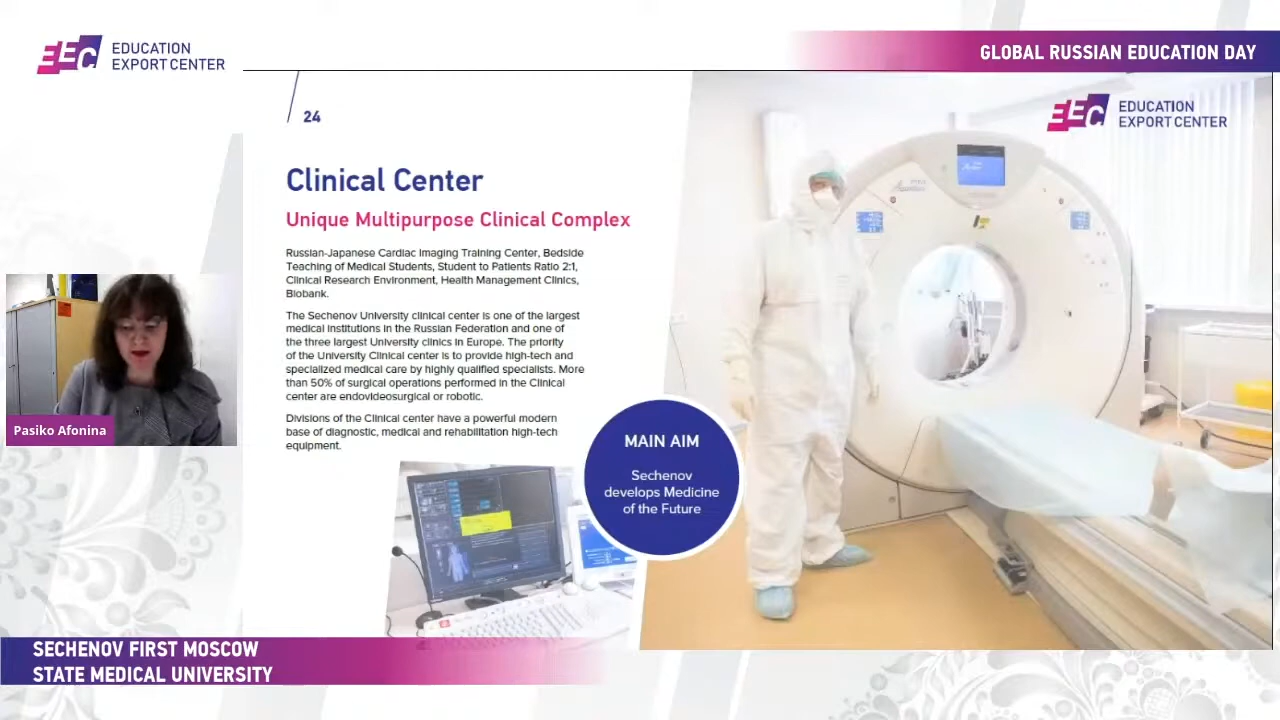 EEC EDUCATION
EXPORT CENTER
GLOBAL RUSSIAN EDUCATION DAY
EEC EDUCATION
EXPORT CENTER
24
Clinical Center
Unique Multipurpose Clinical Complex
Russian-Japanese Cardiac Imaging Training Center, Bedside
Teaching of Medical Students, Student to Patients Ratio 2:1,
Clinical Research Environment, Health Management Clinics,
Biobank.
The Sechenov University clinical center is one of the largest
medical institutions in the Russian Federation and one of
the three largest University clinics in Europe. The priority
of the University Clinical center is to provide high-tech and
specialized medical care by highly qualified specialists. More
than 50% of surgical operations performed in the Clinical
center are endovideosurgical or robotic.
Divisions of the Clinical center have a powerful modern
base of diagnostic, medical and rehabilitation high-tech
equipment.
MAIN AIM
Sechenov
develops Medicine
of the Future
Pasiko Afonina
SECHENOV FIRST MOSCOW
STATE MEDICAL UNIVERSITY